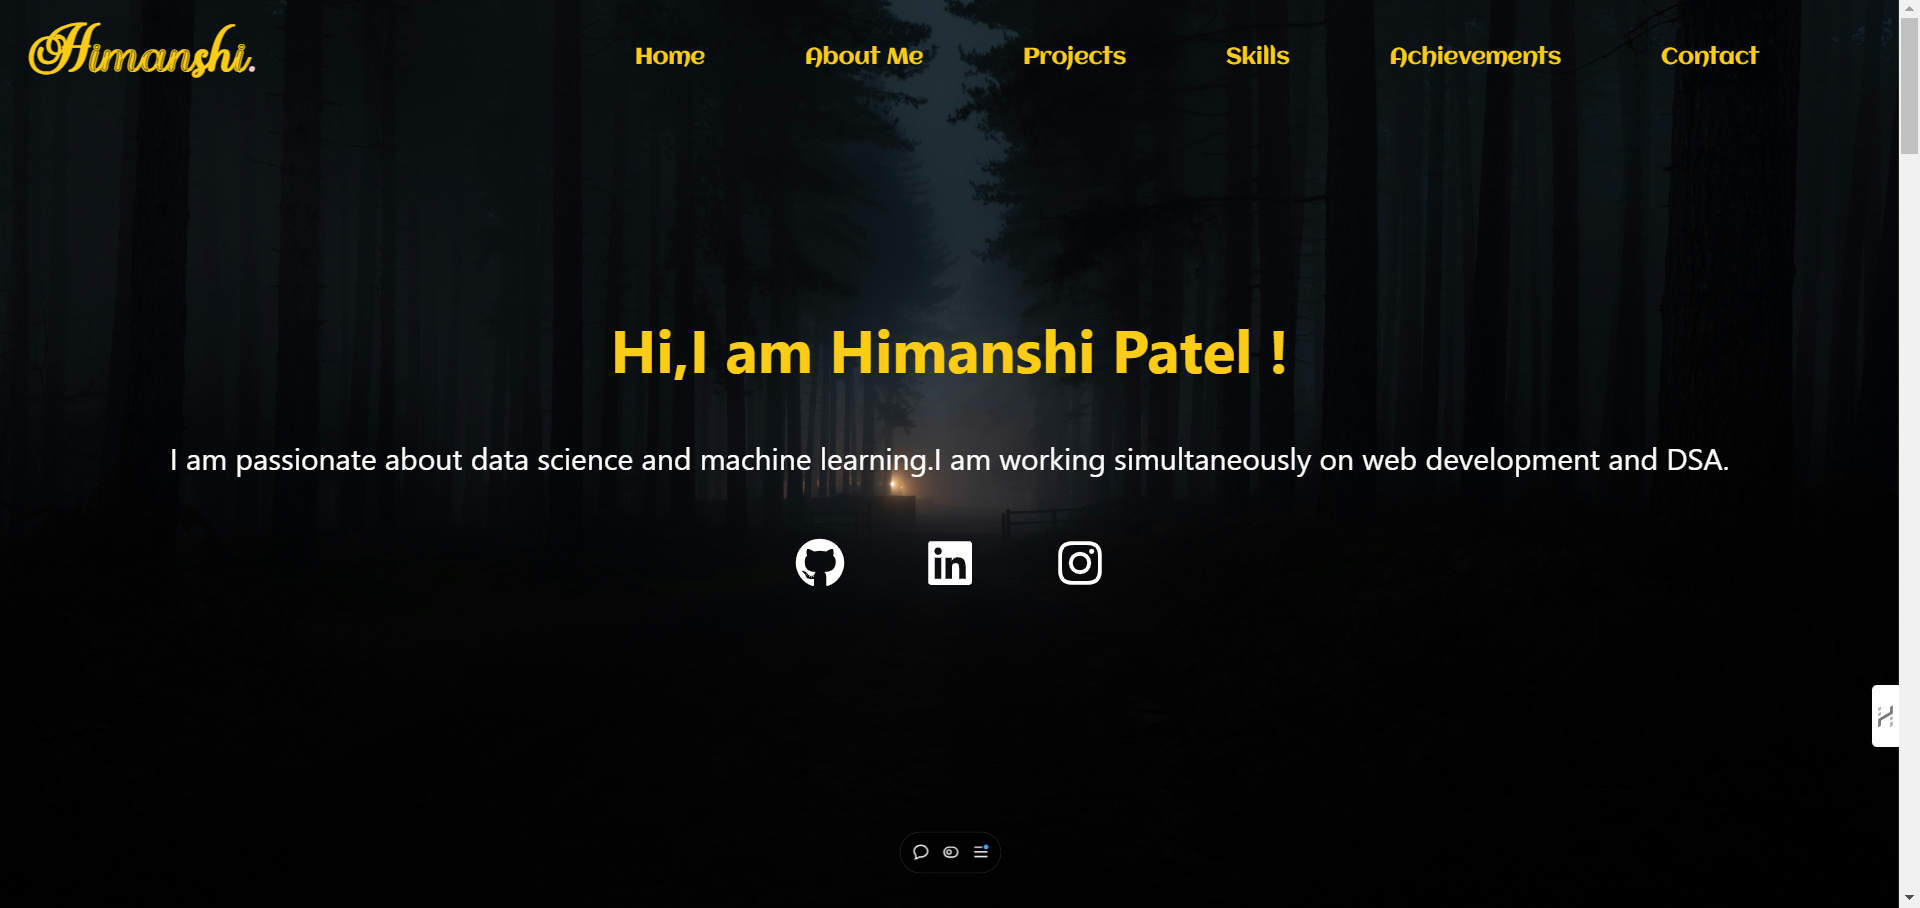 Himanshi.
Home About Me Projects Skills Achievements Contact
Hi,I am Himanshi Patel !
I am passionate about data science and machine learning.I am working simultaneously on web development and DSA.